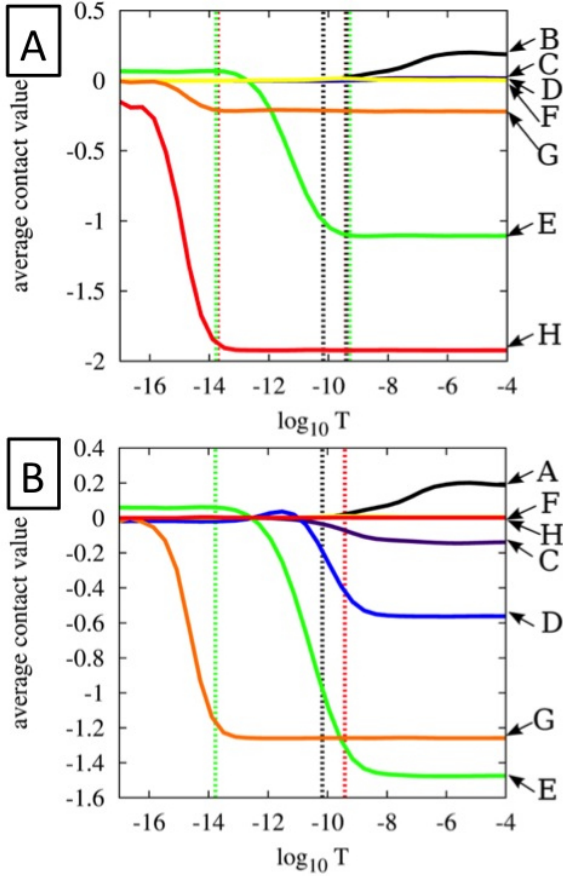 A
0
-0.5
-1
-1.5
-2
average contact value
-16 -14 -12 -10 -8 -6 -4
log10 T
B
C
D
F
G
E
H
B
0.4
0.2
0
-0.2
-0.4
-0.6
-0.8
-1
-1.2
-1.4
-1.6
average contact value
-16 -14 -12 -10 -8 -6 -4
log10 T
A
F
H
C
D
G
E